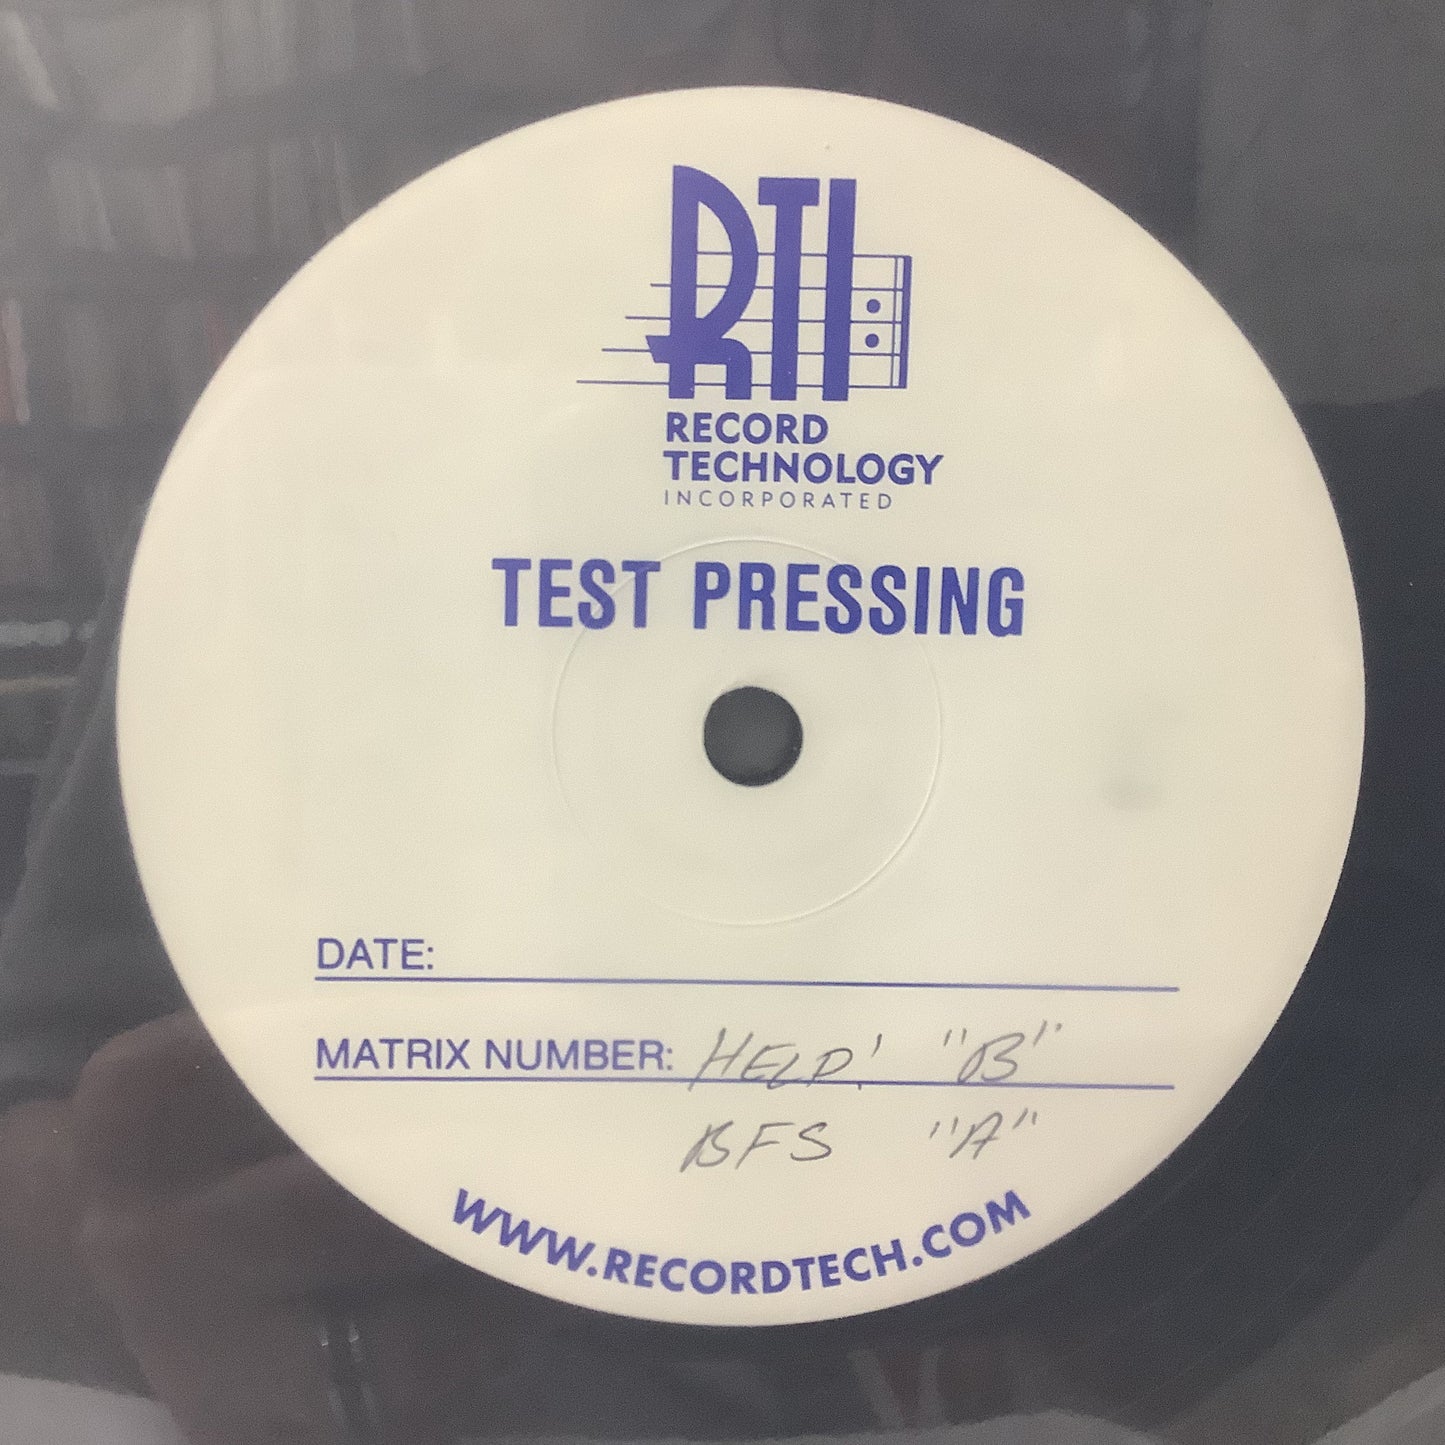 RTI
RECORD
TECHNOLOGY
INCORPORATED
TEST PRESSING
DATE:
MATRIX NUMBER: HELP! "B"
BFS "A"
WWW.RECORDTECH.COM